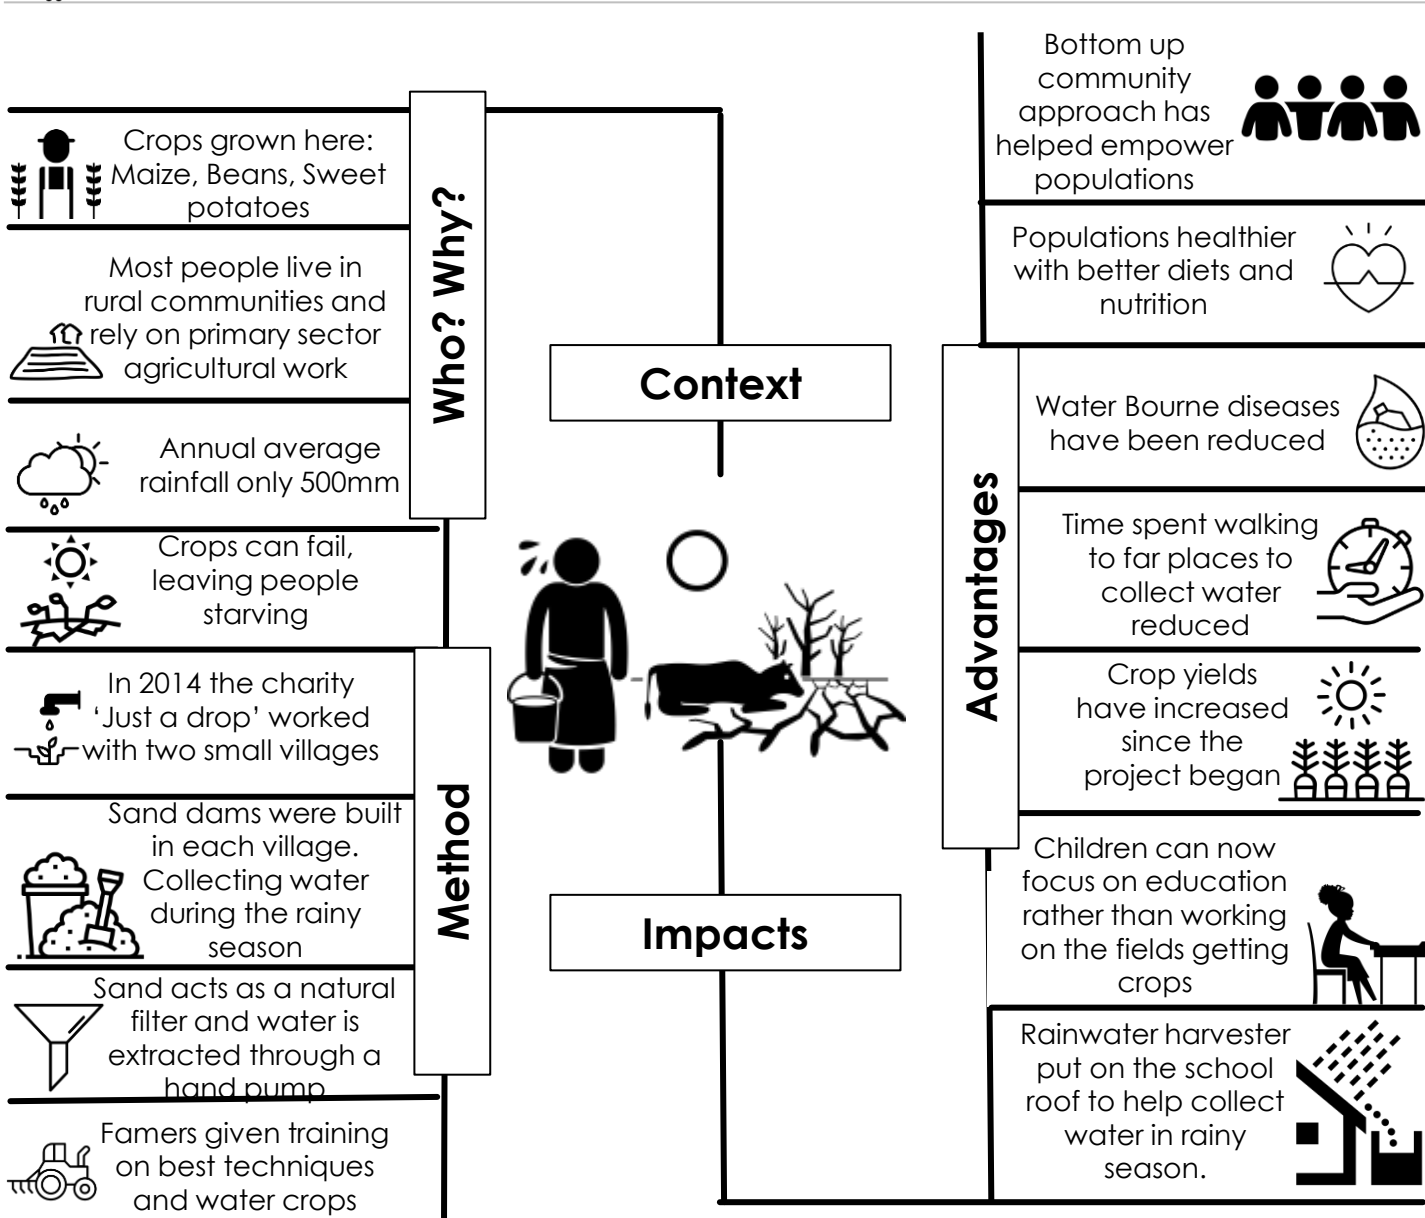 Who? Why?
Crops grown here:
Maize, Beans, Sweet
potatoes
Most people live in
rural communities and
rely on primary sector
agricultural work
Annual average
rainfall only 500mm
Crops can fail,
leaving people
starving
Method
In 2014 the charity
‘Just a drop’ worked
with two small villages
Sand dams were built
in each village.
Collecting water
during the rainy
season
Sand acts as a natural
filter and water is
extracted through a
hand pump
Famers given training
on best techniques
and water crops
Context
Impacts
Advantages
Bottom up
community
approach has
helped empower
populations
Populations healthier
with better diets and
nutrition
Water Bourne diseases
have been reduced
Time spent walking
to far places to
collect water
reduced
Crop yields
have increased
since the
project began
Children can now
focus on education
rather than working
on the fields getting
crops
Rainwater harvester
put on the school
roof to help collect
water in rainy
season.